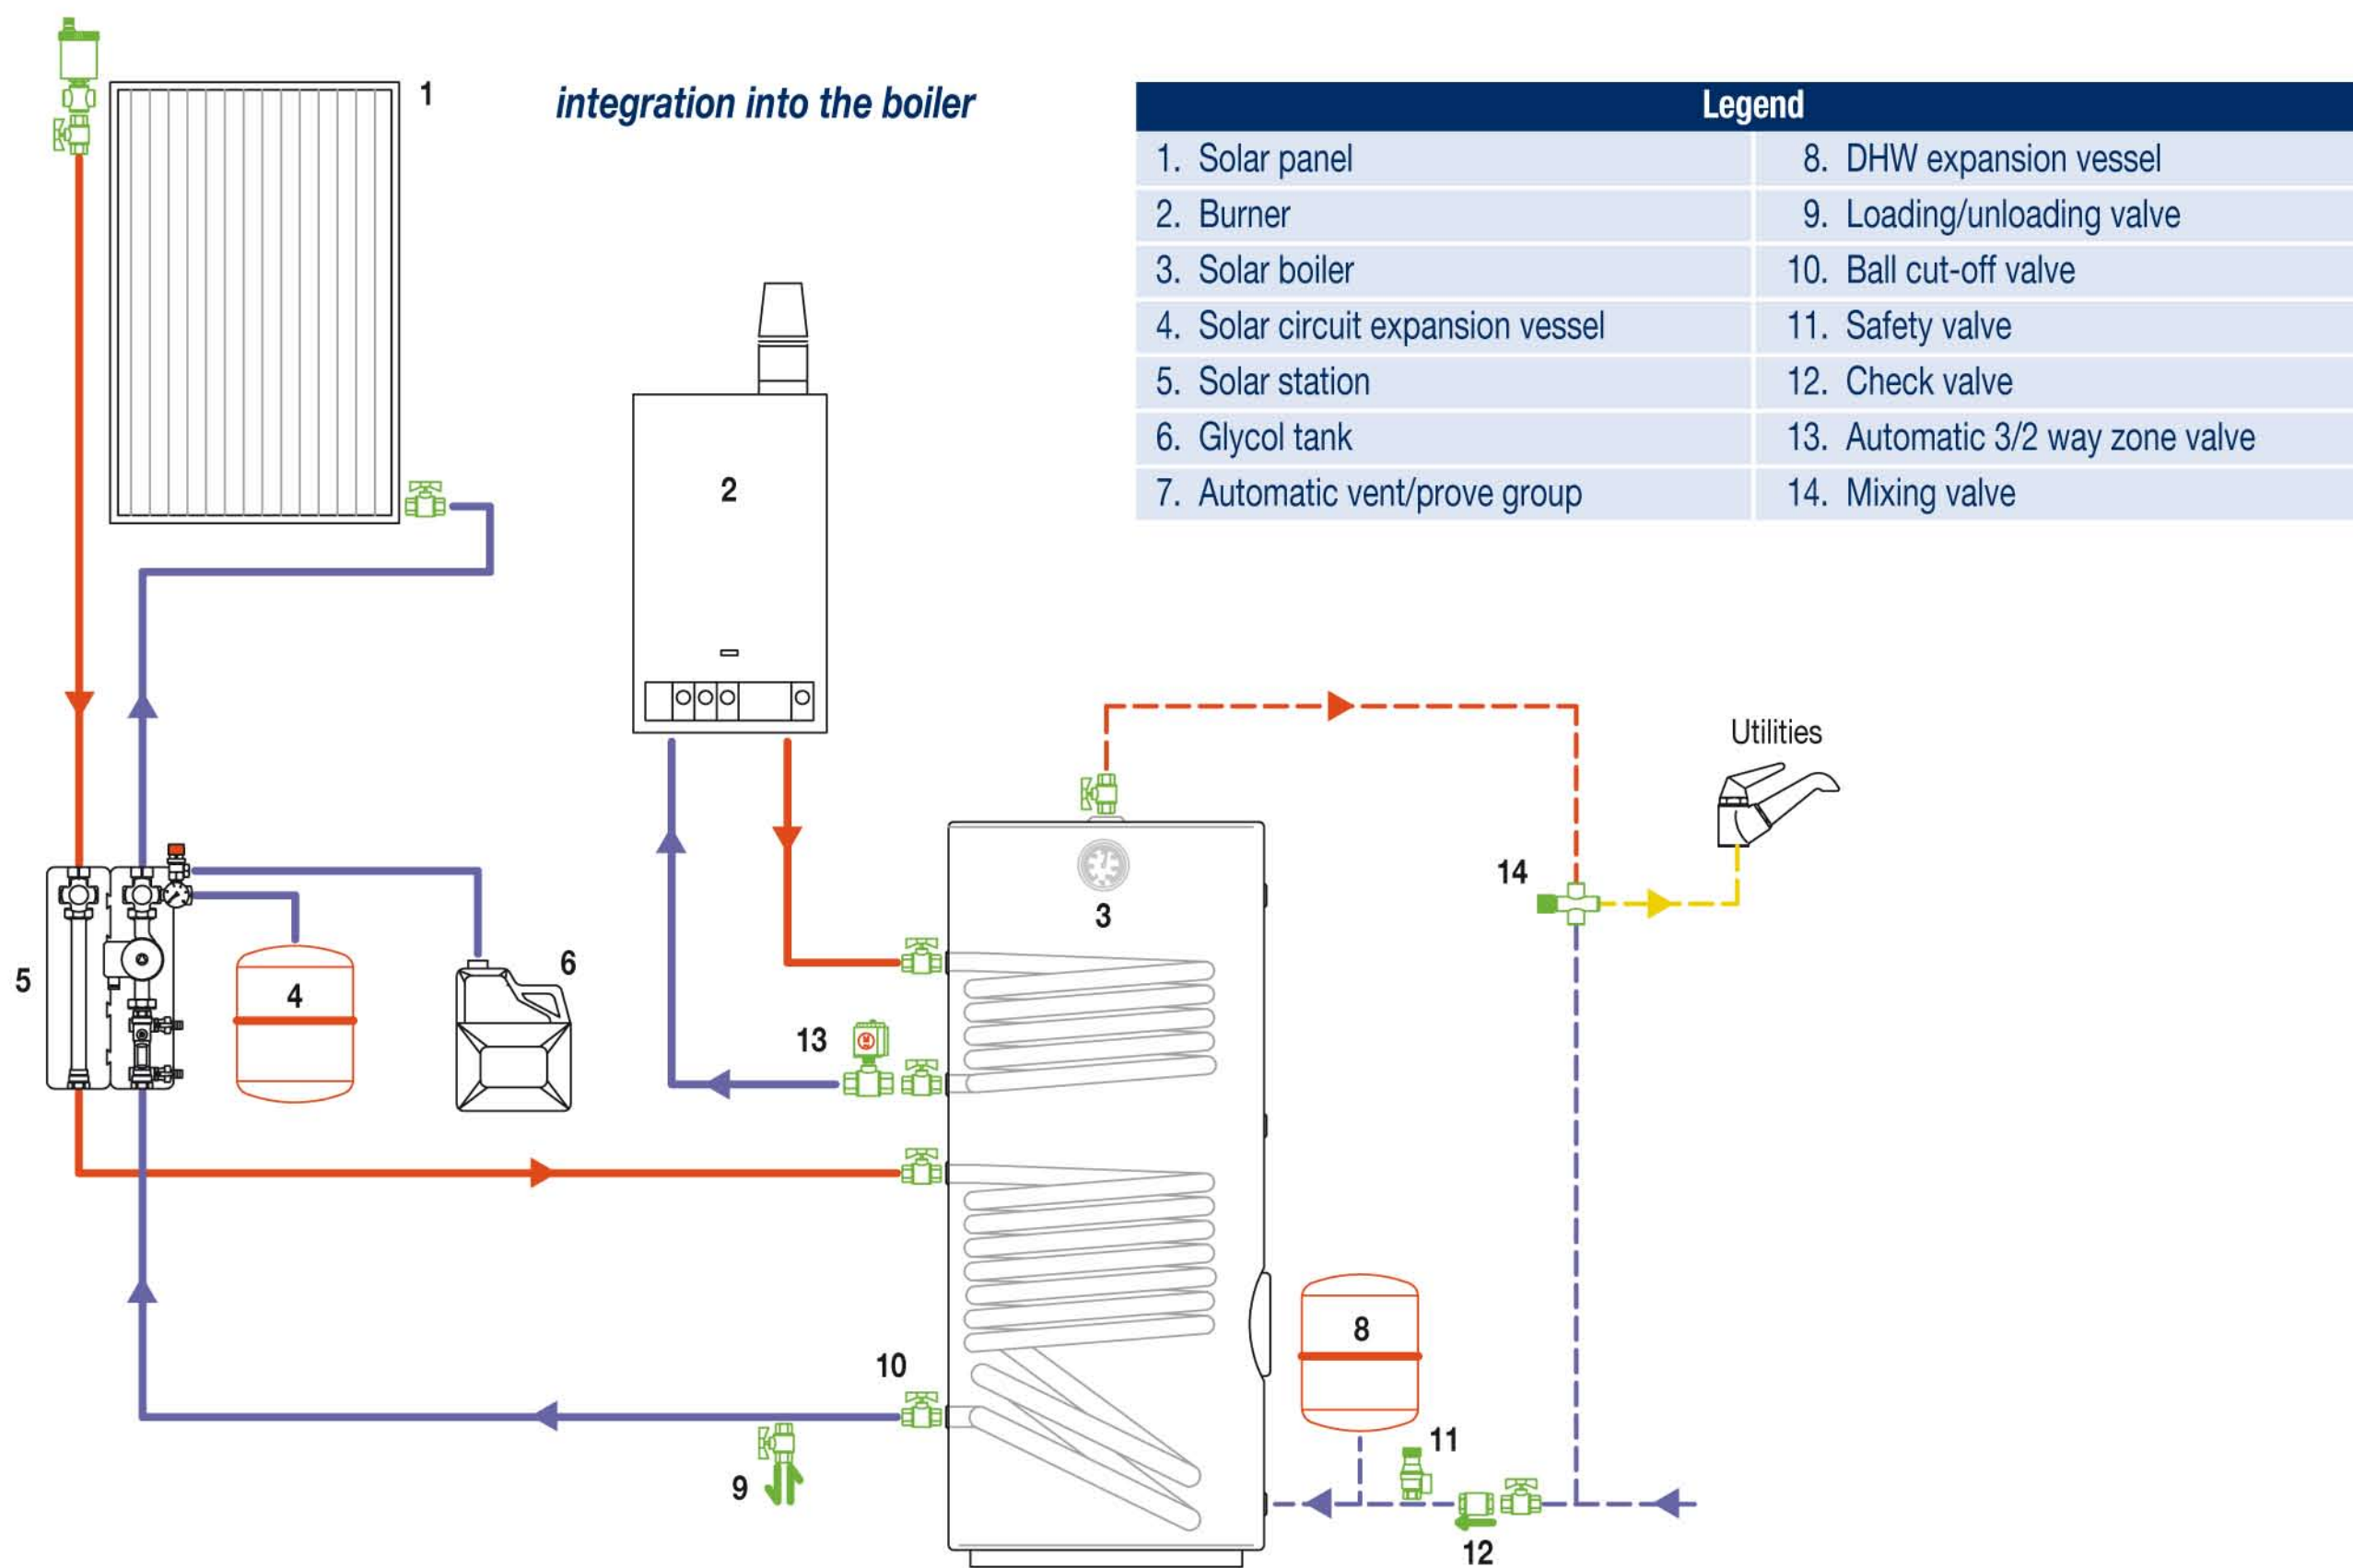 integration into the boiler
Legend
1. Solar panel
8. DHW expansion vessel
2. Burner
9. Loading/unloading valve
3. Solar boiler
10. Ball cut-off valve
4. Solar circuit expansion vessel
11. Safety valve
5. Solar station
12. Check valve
6. Glycol tank
13. Automatic 3/2 way zone valve
7. Automatic vent/prove group
14. Mixing valve
1
2
Utilities
14
3
5
4
6
13
8
10
11
9
12